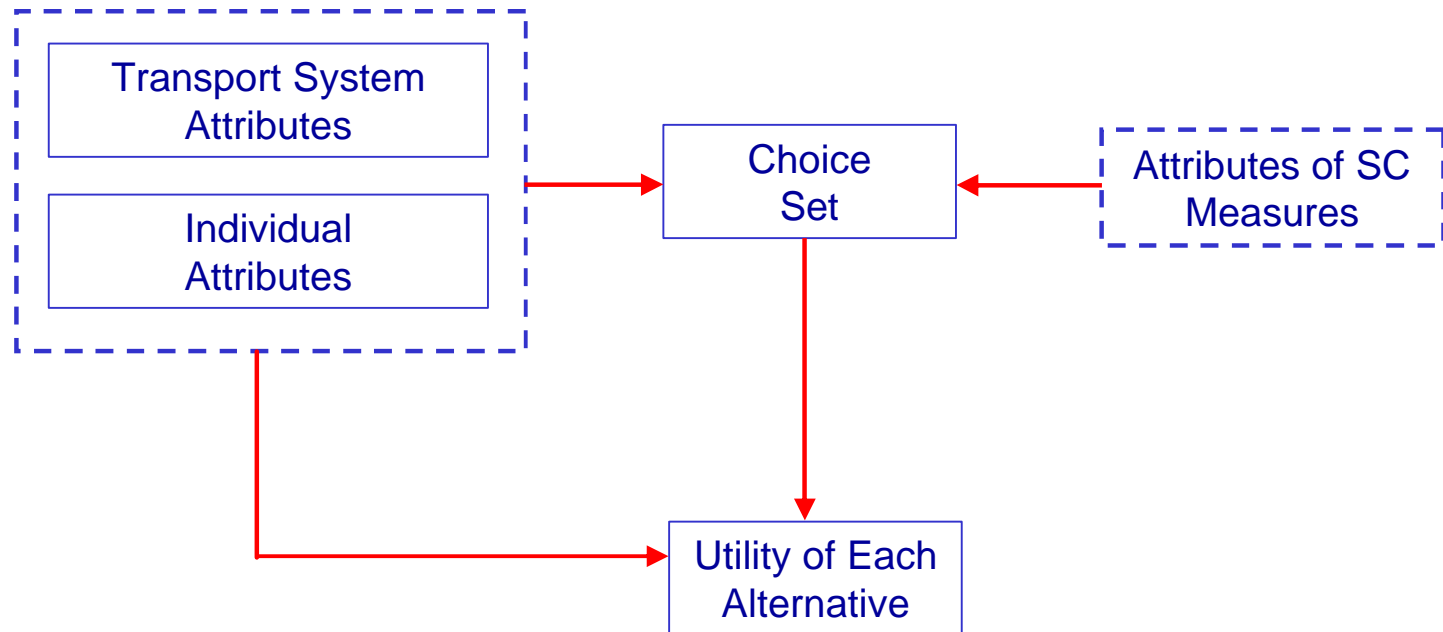 Transport System
Attributes
Individual
Attributes
Choice
Set
Attributes of SC
Measures
Utility of Each
Alternative